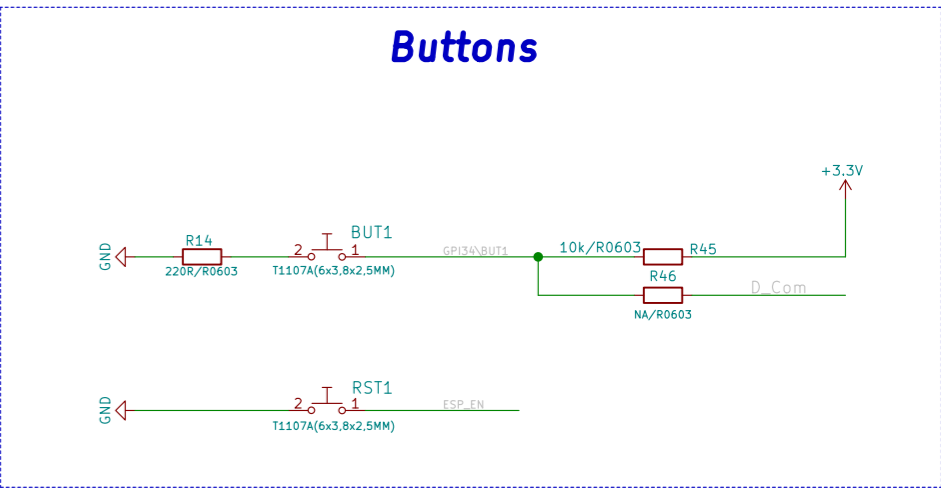 Buttons
+3.3V
GND
R14
220R/R0603
2
BUT1
1
T1107A(6x3,8x2,5MM)
GPI34\BUT1
10k/R0603
R45
R46
NA/R0603
D_Com
GND
2
RST1
1
T1107A(6x3,8x2,5MM)
ESP_EN